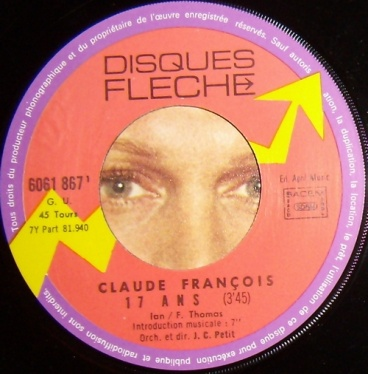 Tous droits du producteur phonographique et du propriétaire de l'œuvre enregistrée réservés. Sauf autorisation, la duplication, la location, le prêt, l'utilisation de ce disque pour exécution publique et radiodiffusion sont interdits.
DISQUES
FLECHE
6061 867
G. U.
45 Tours
7Y Part 81.940
Ed. April Music
SACEM
CLAUDE FRANÇOIS
17 ANS (3'45)
Ian / F. Thomas
Introduction musicale : 7"
Orch. et dir. J. C. Petit